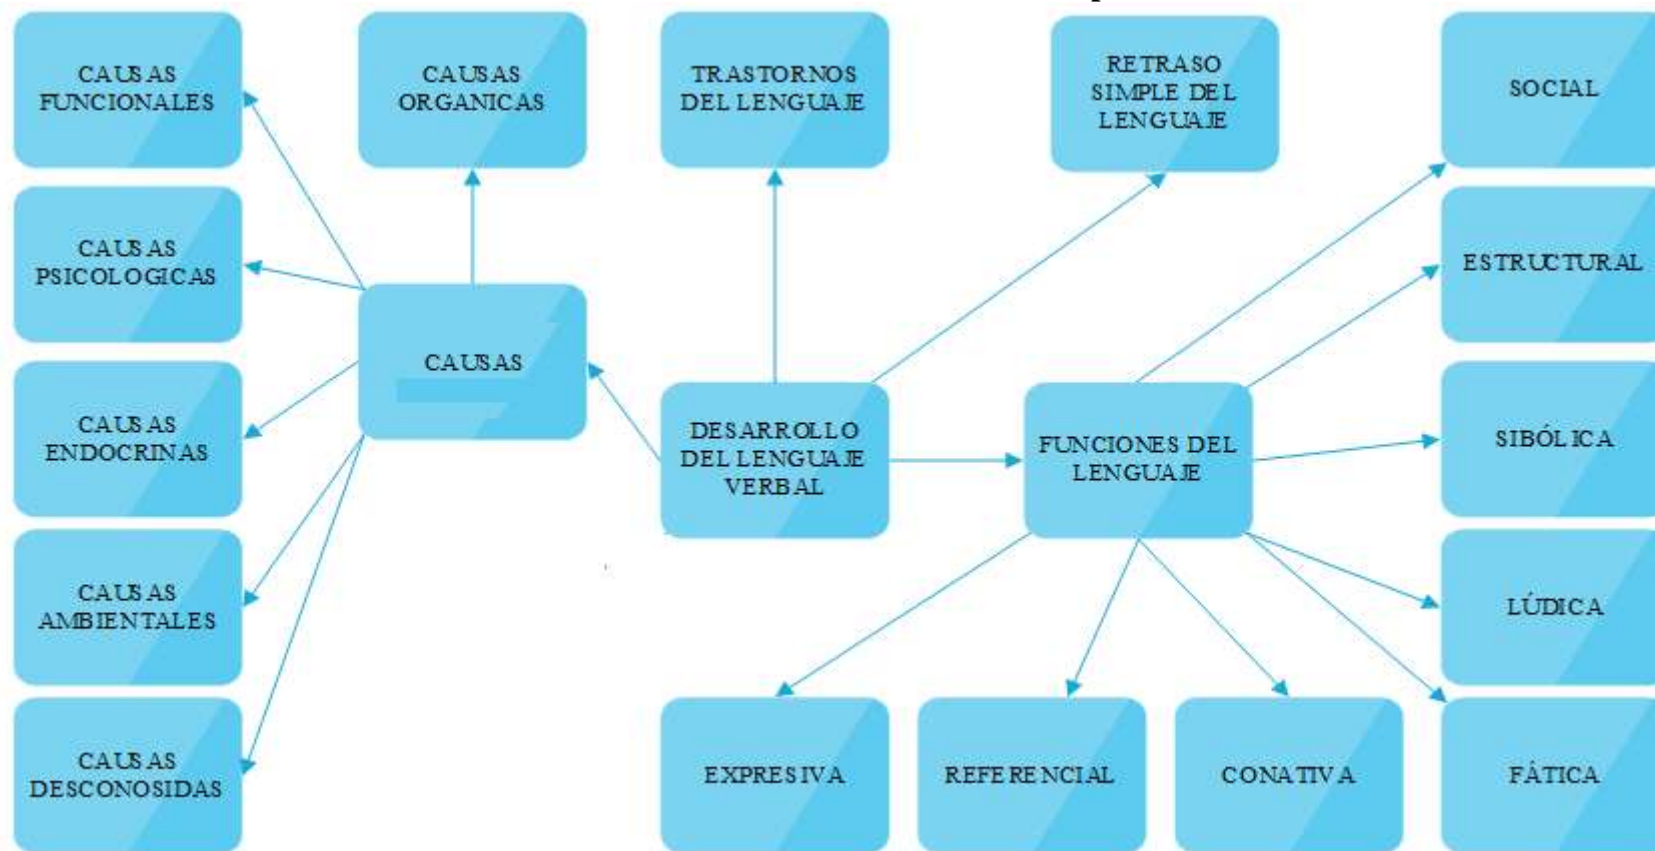 CAUSAS
FUNCIONALES
CAUSAS
ORGANICAS
TRASTORNOS
DEL LENGUAJE
RETRASO
SIMPLE DEL
LENGUAJE
SOCIAL
CAUSAS
PSICOLOGICAS
ESTRUCTURAL
CAUSAS
CAUSAS
ENDOCRINAS
DESARROLLO
DEL LENGUAJE
VERBAL
FUNCIONES DEL
LENGUAJE
SIBÓLICA
CAUSAS
AMBIENTALES
LÚDICA
CAUSAS
DESCONOSIDAS
EXPRESIVA
REFERENCIAL
CONATIVA
FÁTICA